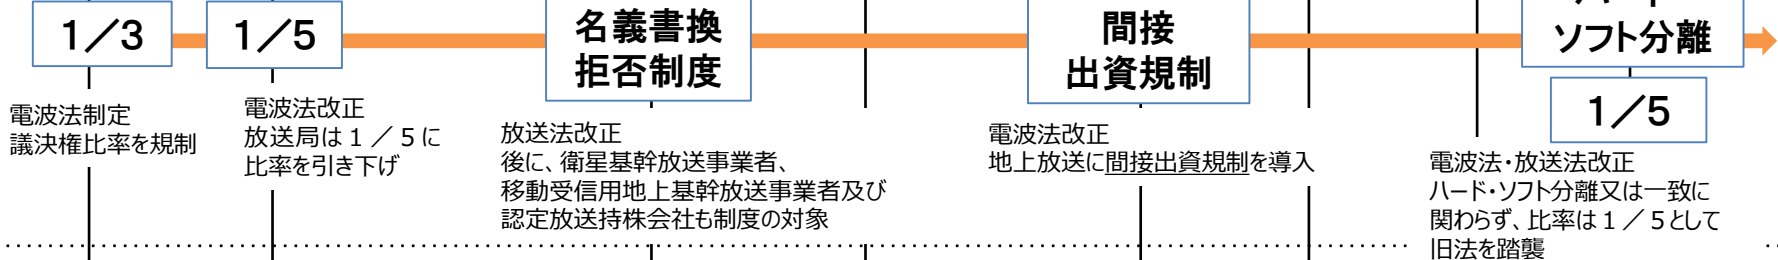 1/3
電波法制定
議決権比率を規制
1/5
電波法改正
放送局は1/5に
比率を引き下げ
名義書換
拒否制度
放送法改正
後に、衛星基幹放送事業者、
移動受信用地上基幹放送事業者及び
認定放送持株会社も制度の対象
間接
出資規制
電波法改正
地上放送に間接出資規制を導入
ソフト分離
1/5
電波法・放送法改正
ハード・ソフト分離又は一致に
関わらず、比率は1/5として
旧法を踏襲